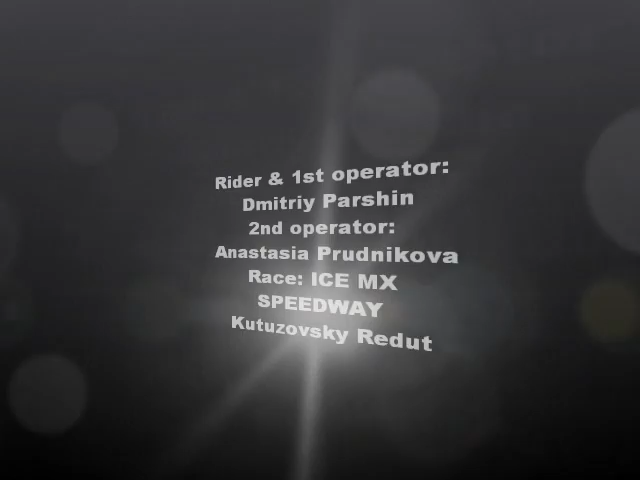 Rider & 1st operator:
Dmitriy Parshin
2nd operator:
Anastasia Prudnikova
Race: ICE MX
SPEEDWAY
Kutuzovsky Redut